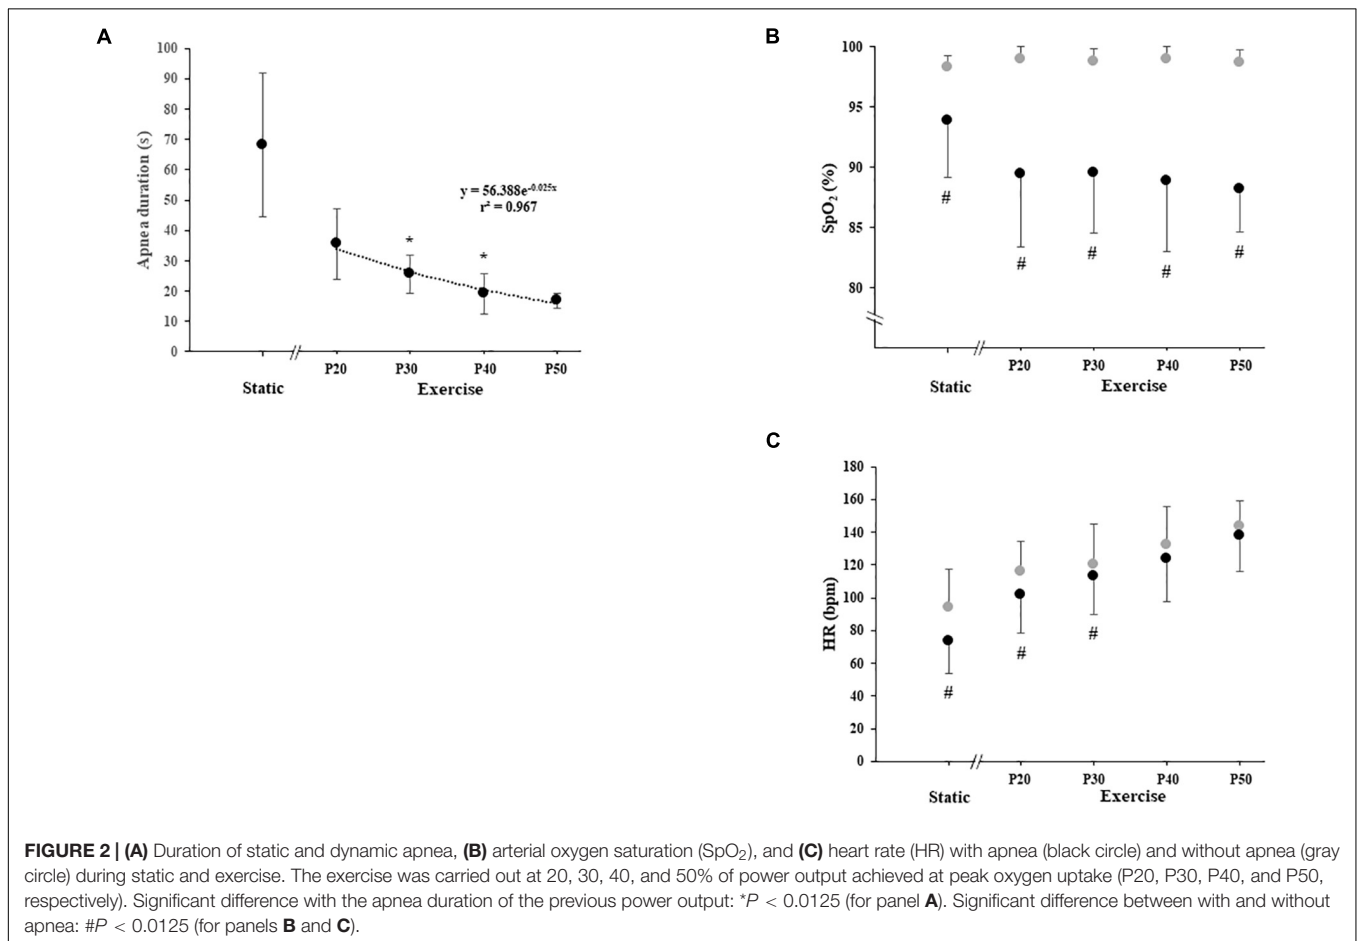 A
100
90
80
70
60
50
40
30
20
10
0
Apnea duration (s)
y = 56.388e^-0.025x
r² = 0.967
*
*
P20
P30
P40
P50
Static
Exercise
B
100
95
90
85
80
SpO₂ (%)
#
#
#
#
#
P20
P30
P40
P50
Static
Exercise
C
180
160
140
120
100
80
60
40
20
0
HR (bpm)
#
#
#
P20
P30
P40
P50
Static
Exercise
FIGURE 2 | (A) Duration of static and dynamic apnea, (B) arterial oxygen saturation (SpO₂), and (C) heart rate (HR) with apnea (black circle) and without apnea (gray
circle) during static and exercise. The exercise was carried out at 20, 30, 40, and 50% of power output achieved at peak oxygen uptake (P20, P30, P40, and P50,
respectively). Significant difference with the apnea duration of the previous power output: *P < 0.0125 (for panel A). Significant difference between with and without
apnea: #P < 0.0125 (for panels B and C).